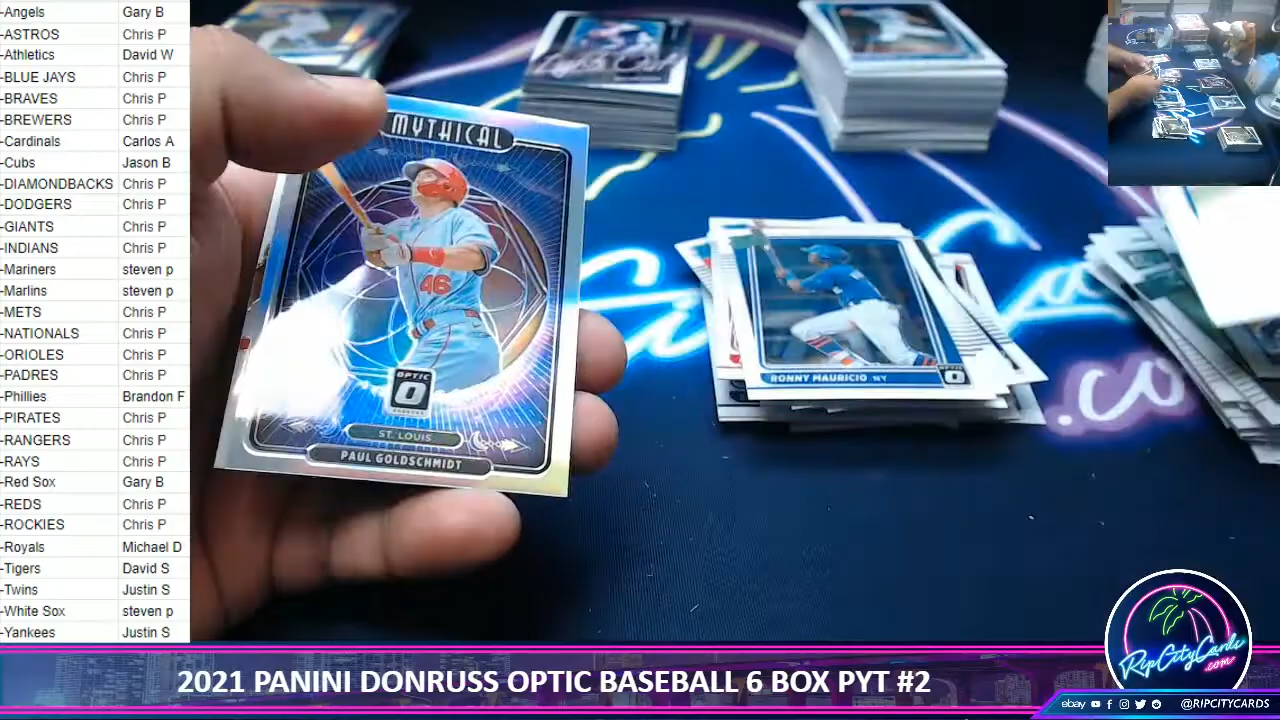 -Angels Gary B
-ASTROS Chris P
-Athletics David W
-BLUE JAYS Chris P
-BRAVES Chris P
-BREWERS Chris P
-Cardinals Carlos A
-Cubs Jason B
-DIAMONDBACKS Chris P
-DODGERS Chris P
-GIANTS Chris P
-INDIANS Chris P
-Mariners steven p
-Marlins steven p
-METS Chris P
-NATIONALS Chris P
-ORIOLES Chris P
-PADRES Chris P
-Phillies Brandon F
-PIRATES Chris P
-RANGERS Chris P
-RAYS Chris P
-Red Sox Gary B
-REDS Chris P
-ROCKIES Chris P
-Royals Michael D
-Tigers David S
-Twins Justin S
-White Sox steven p
-Yankees Justin S
MYTHICAL
46
OPTIC
O
ST. LOUIS
PAUL GOLDSCHMIDT
RONNY MAURICIO NY
O
.co
RipCityCards
.com
2021 PANINI DONRUSS OPTIC BASEBALL 6 BOX PYT #2
ebay @RIPCITYCARDS